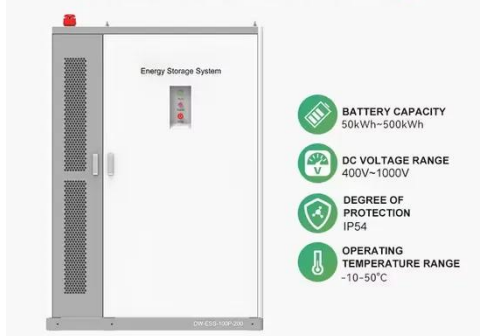 Energy Storage System
BATTERY CAPACITY
50kWh~500kWh
DC VOLTAGE RANGE
400V~1000V
DEGREE OF
PROTECTION
IP54
OPERATING
TEMPERATURE RANGE
-10-50°C